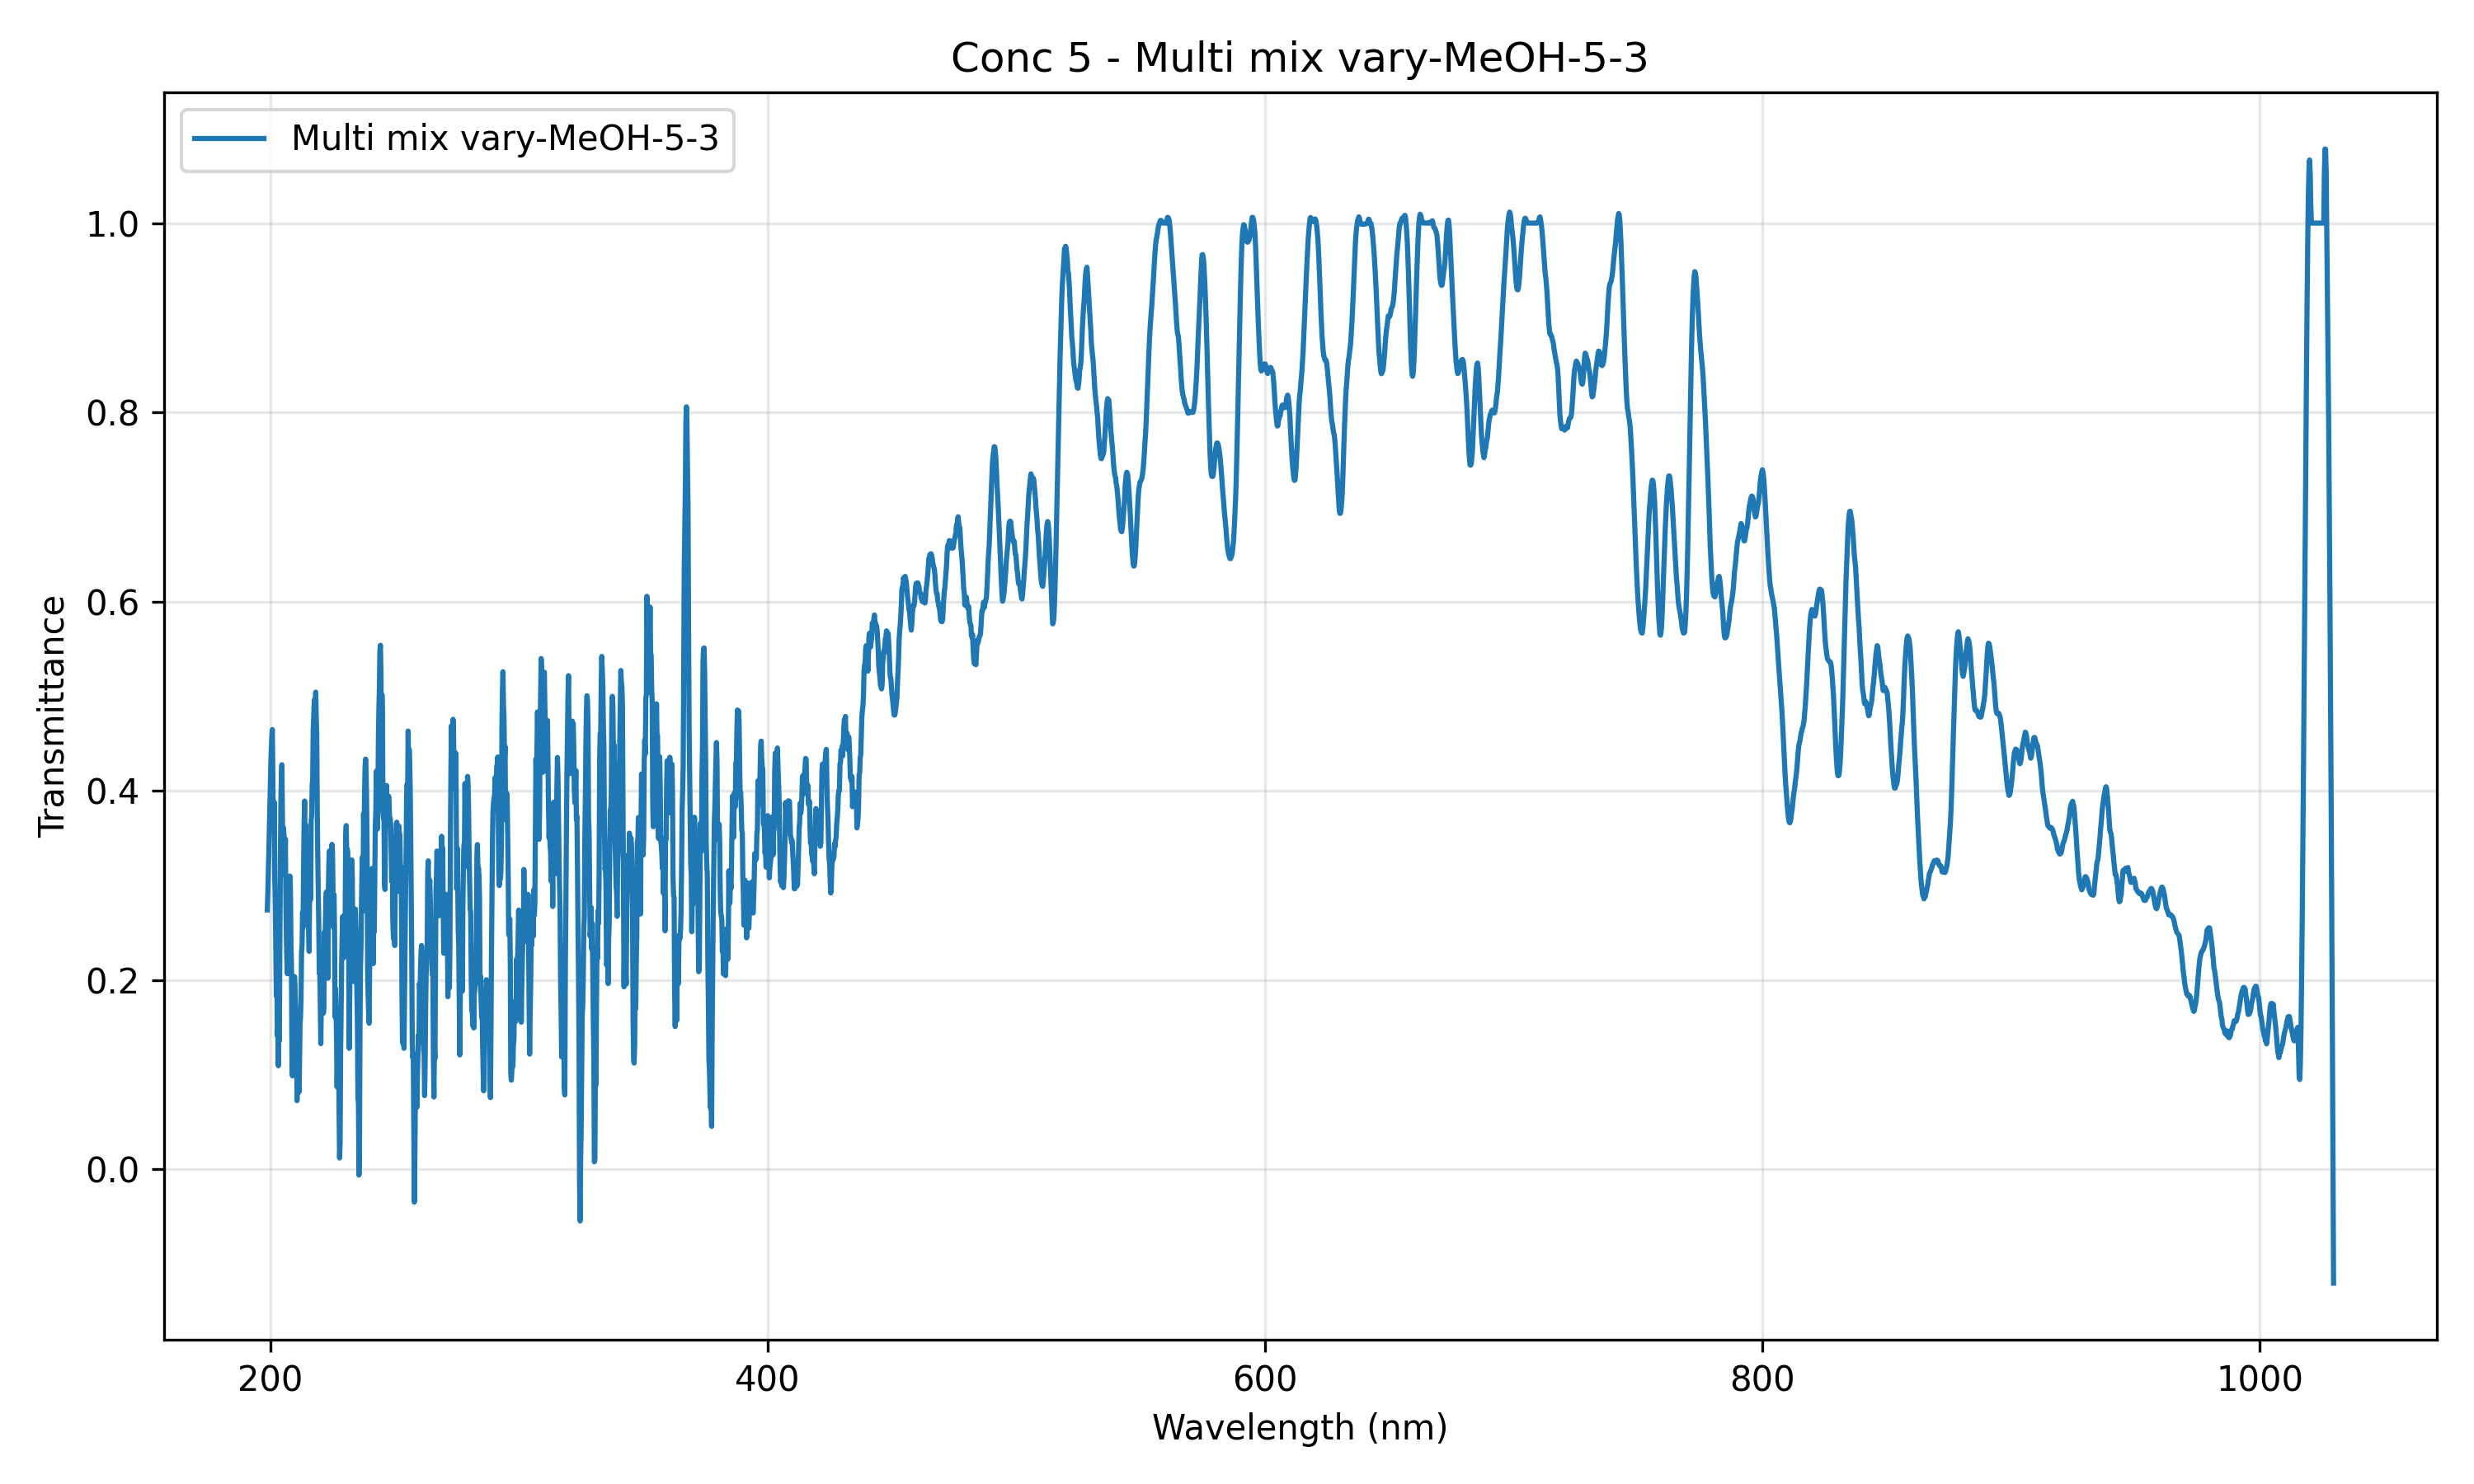 Conc 5 - Multi mix vary-MeOH-5-3
Multi mix vary-MeOH-5-3
1.0
0.8
0.6
0.4
0.2
0.0
Transmittance
200 400 600 800 1000
Wavelength (nm)